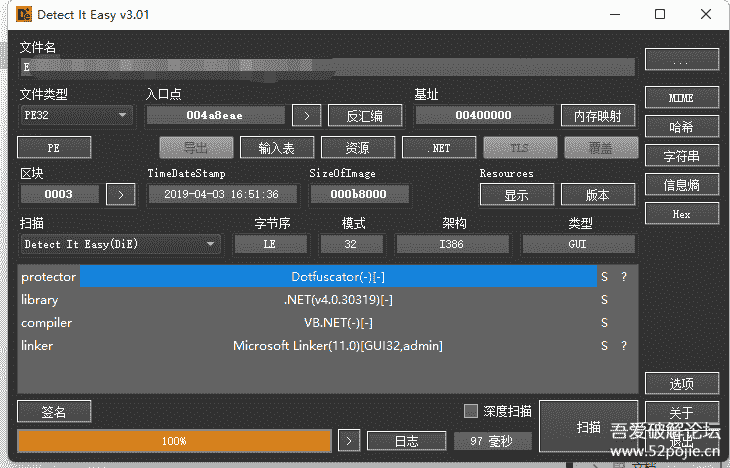 Detect It Easy v3.01
文件名
E
...
文件类型 入口点 基址
PE32 004a8eae > 反汇编 00400000 内存映射 MIME
PE 导出 输入表 资源 .NET TLS 覆盖 哈希
区块 TimeDateStamp SizeOfImage Resources 字符串
0003 > 2019-04-03 16:51:36 000b8000 显示 版本 信息熵
扫描 字节序 模式 架构 类型 Hex
Detect It Easy(DiE) LE 32 I386 GUI
protector Dotfuscator(-)[-] S ?
library .NET(v4.0.30319)[-] S
compiler VB.NET(-)[-] S
linker Microsoft Linker(11.0)[GUI32,admin] S ?
选项
签名 深度扫描 扫描 关于
100% > 日志 97 毫秒 退出
吾爱破解论坛
www.52pojie.cn